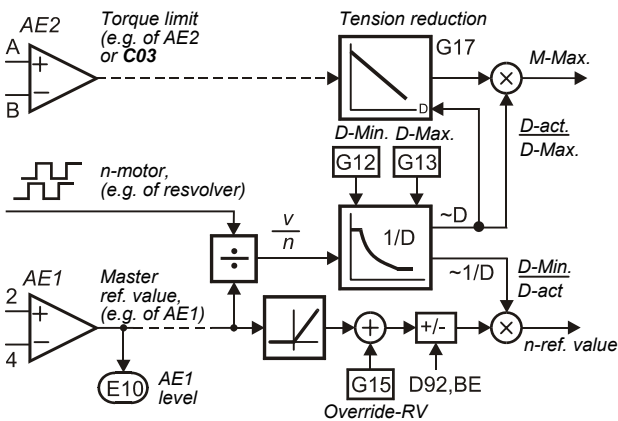 AE2
Torque limit
(e.g. of AE2
or C03
Tension reduction
A
+
−
B
G17
D
×
M-Max.
D-act.
D-Max.
D-Min.
D-Max.
G12
G13
n-motor,
(e.g. of resvolver)
v
n
÷
1/D
~D
~1/D
D-Min.
D-act
AE1
Master
ref. value,
(e.g. of AE1)
2
+
−
4
+
+/-
×
n-ref. value
E10
AE1
level
G15
D92,BE
Override-RV